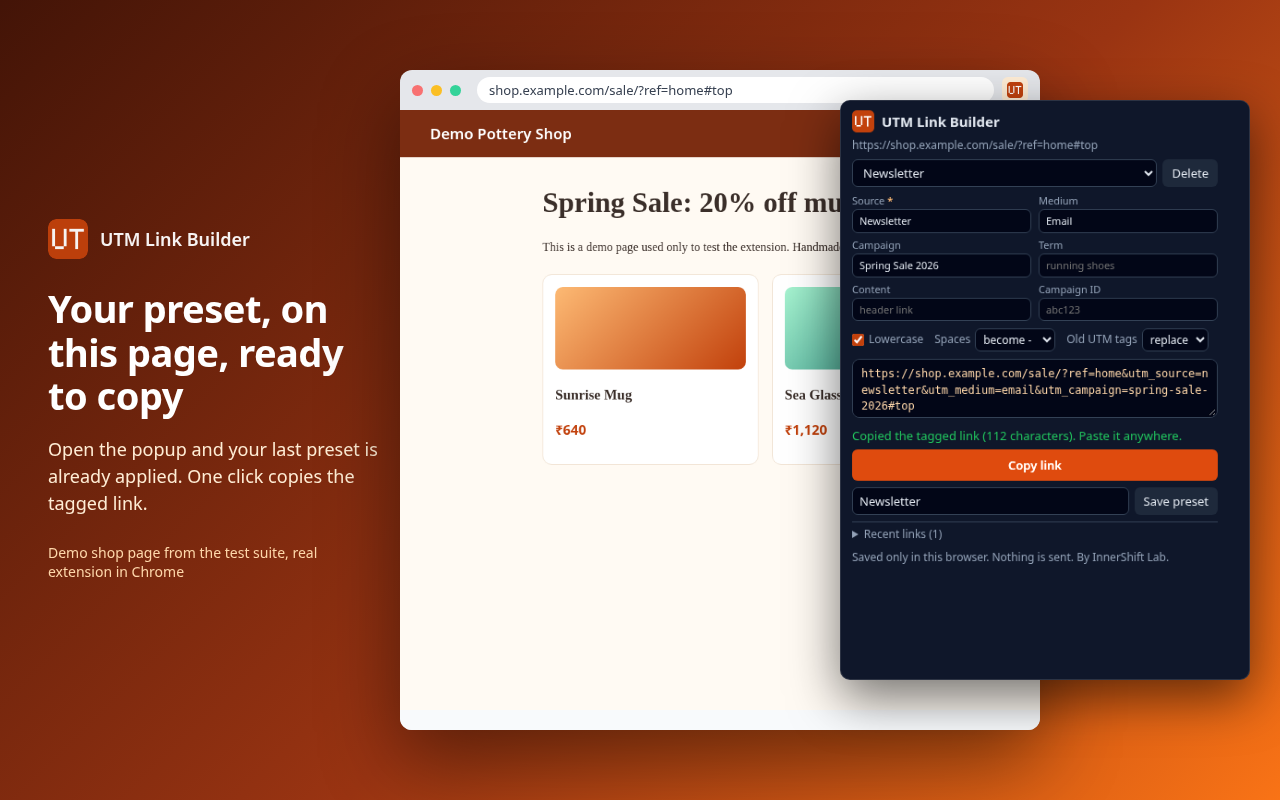 UT UTM Link Builder
Your preset, on
this page, ready
to copy
Open the popup and your last preset is
already applied. One click copies the
tagged link.
Demo shop page from the test suite, real
extension in Chrome
shop.example.com/sale/?ref=home#top
UT
Demo Pottery Shop
Spring Sale: 20% off mu
This is a demo page used only to test the extension. Handmade
Sunrise Mug
₹640
Sea Glass
₹1,120
UT UTM Link Builder
https://shop.example.com/sale/?ref=home#top
Newsletter Delete
Source * Medium
Newsletter Email
Campaign Term
Spring Sale 2026 running shoes
Content Campaign ID
header link abc123
Lowercase Spaces become - Old UTM tags replace
https://shop.example.com/sale/?ref=home&utm_source=n
ewsletter&utm_medium=email&utm_campaign=spring-sale-
2026#top
Copied the tagged link (112 characters). Paste it anywhere.
Copy link
Newsletter Save preset
Recent links (1)
Saved only in this browser. Nothing is sent. By InnerShift Lab.